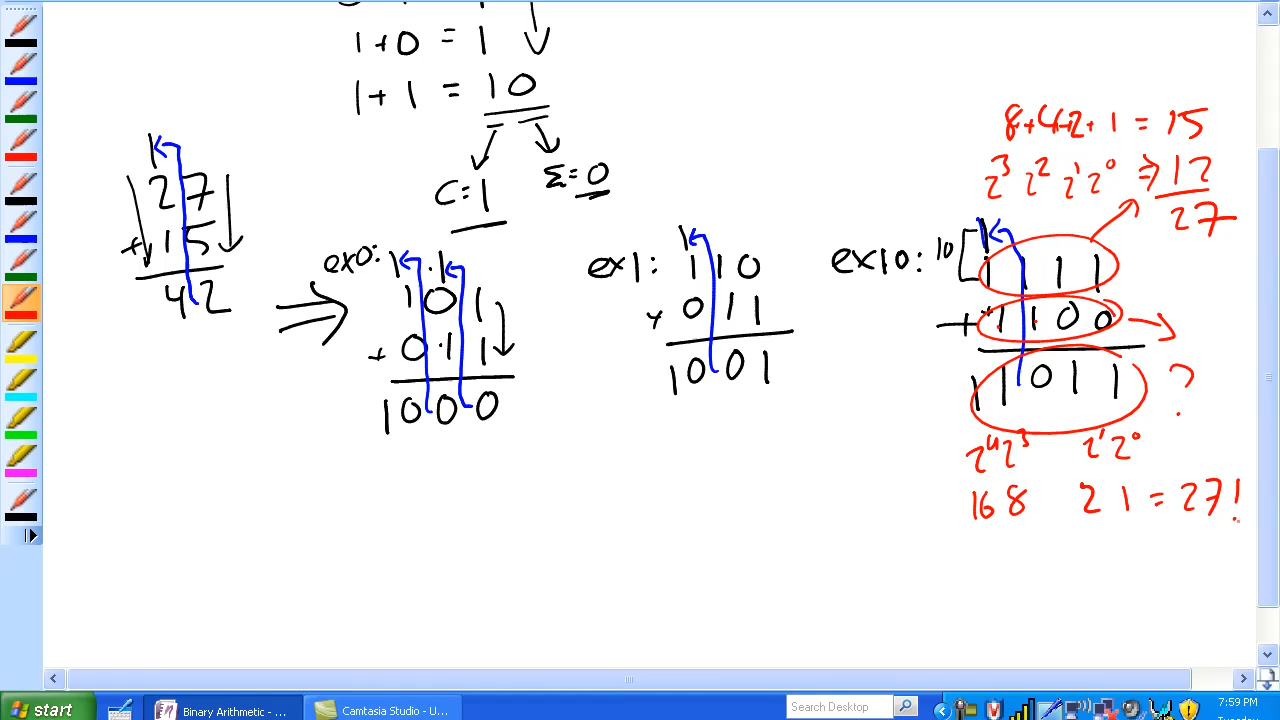 1+0 = 1
1+1 = 10
C=1 Σ=0
1
27
+15
42
ex0: 1 1
101
+ 011
1000
ex1: 1
110
+ 011
1001
8+4+2+1 = 15
2³ 2² 2¹ 2⁰ ⇒ 12
27
ex10: 10 1
1111
+ 1100
11011 ?
2⁴ 2³ 2¹ 2⁰
16 8 2 1 = 27!
start
Binary Arithmetic - ...
Camtasia Studio - U...
Search Desktop
7:59 PM